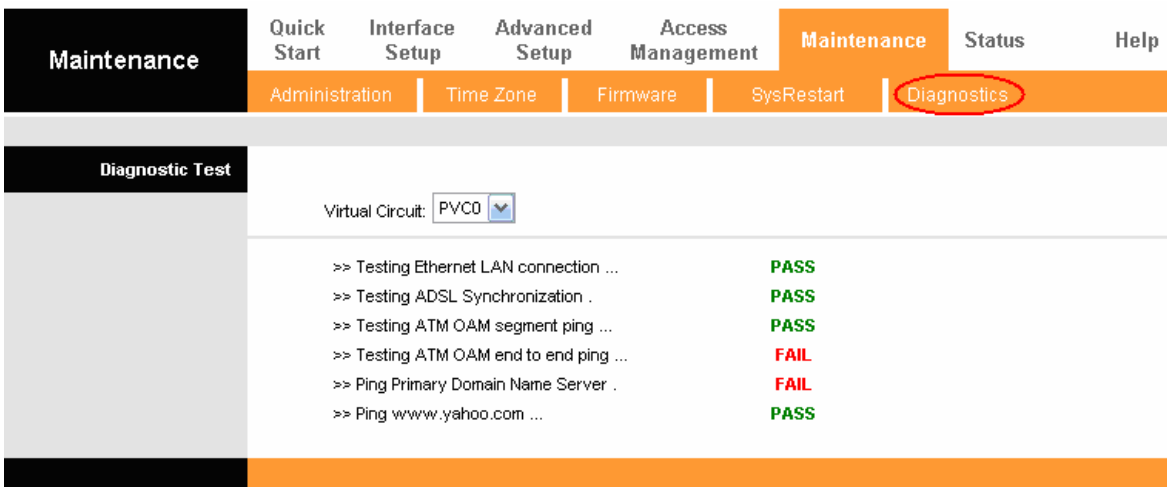 Maintenance
Quick Start
Interface Setup
Advanced Setup
Access Management
Maintenance
Status
Help
Administration
Time Zone
Firmware
SysRestart
Diagnostics
Diagnostic Test
Virtual Circuit: PVC0
>> Testing Ethernet LAN connection ... PASS
>> Testing ADSL Synchronization . PASS
>> Testing ATM OAM segment ping ... PASS
>> Testing ATM OAM end to end ping ... FAIL
>> Ping Primary Domain Name Server . FAIL
>> Ping www.yahoo.com ... PASS